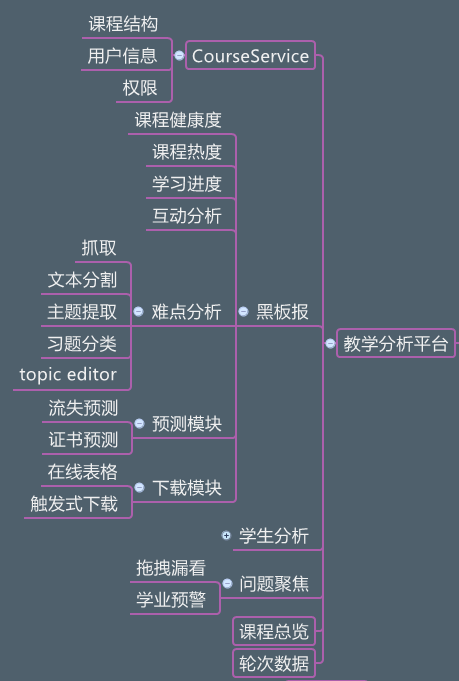 课程结构
用户信息
CourseService
权限
课程健康度
课程热度
学习进度
互动分析
抓取
文本分割
主题提取
难点分析
黑板报
习题分类
教学分析平台
topic editor
流失预测
预测模块
证书预测
在线表格
下载模块
触发式下载
学生分析
拖拽漏看
问题聚焦
学业预警
课程总览
轮次数据